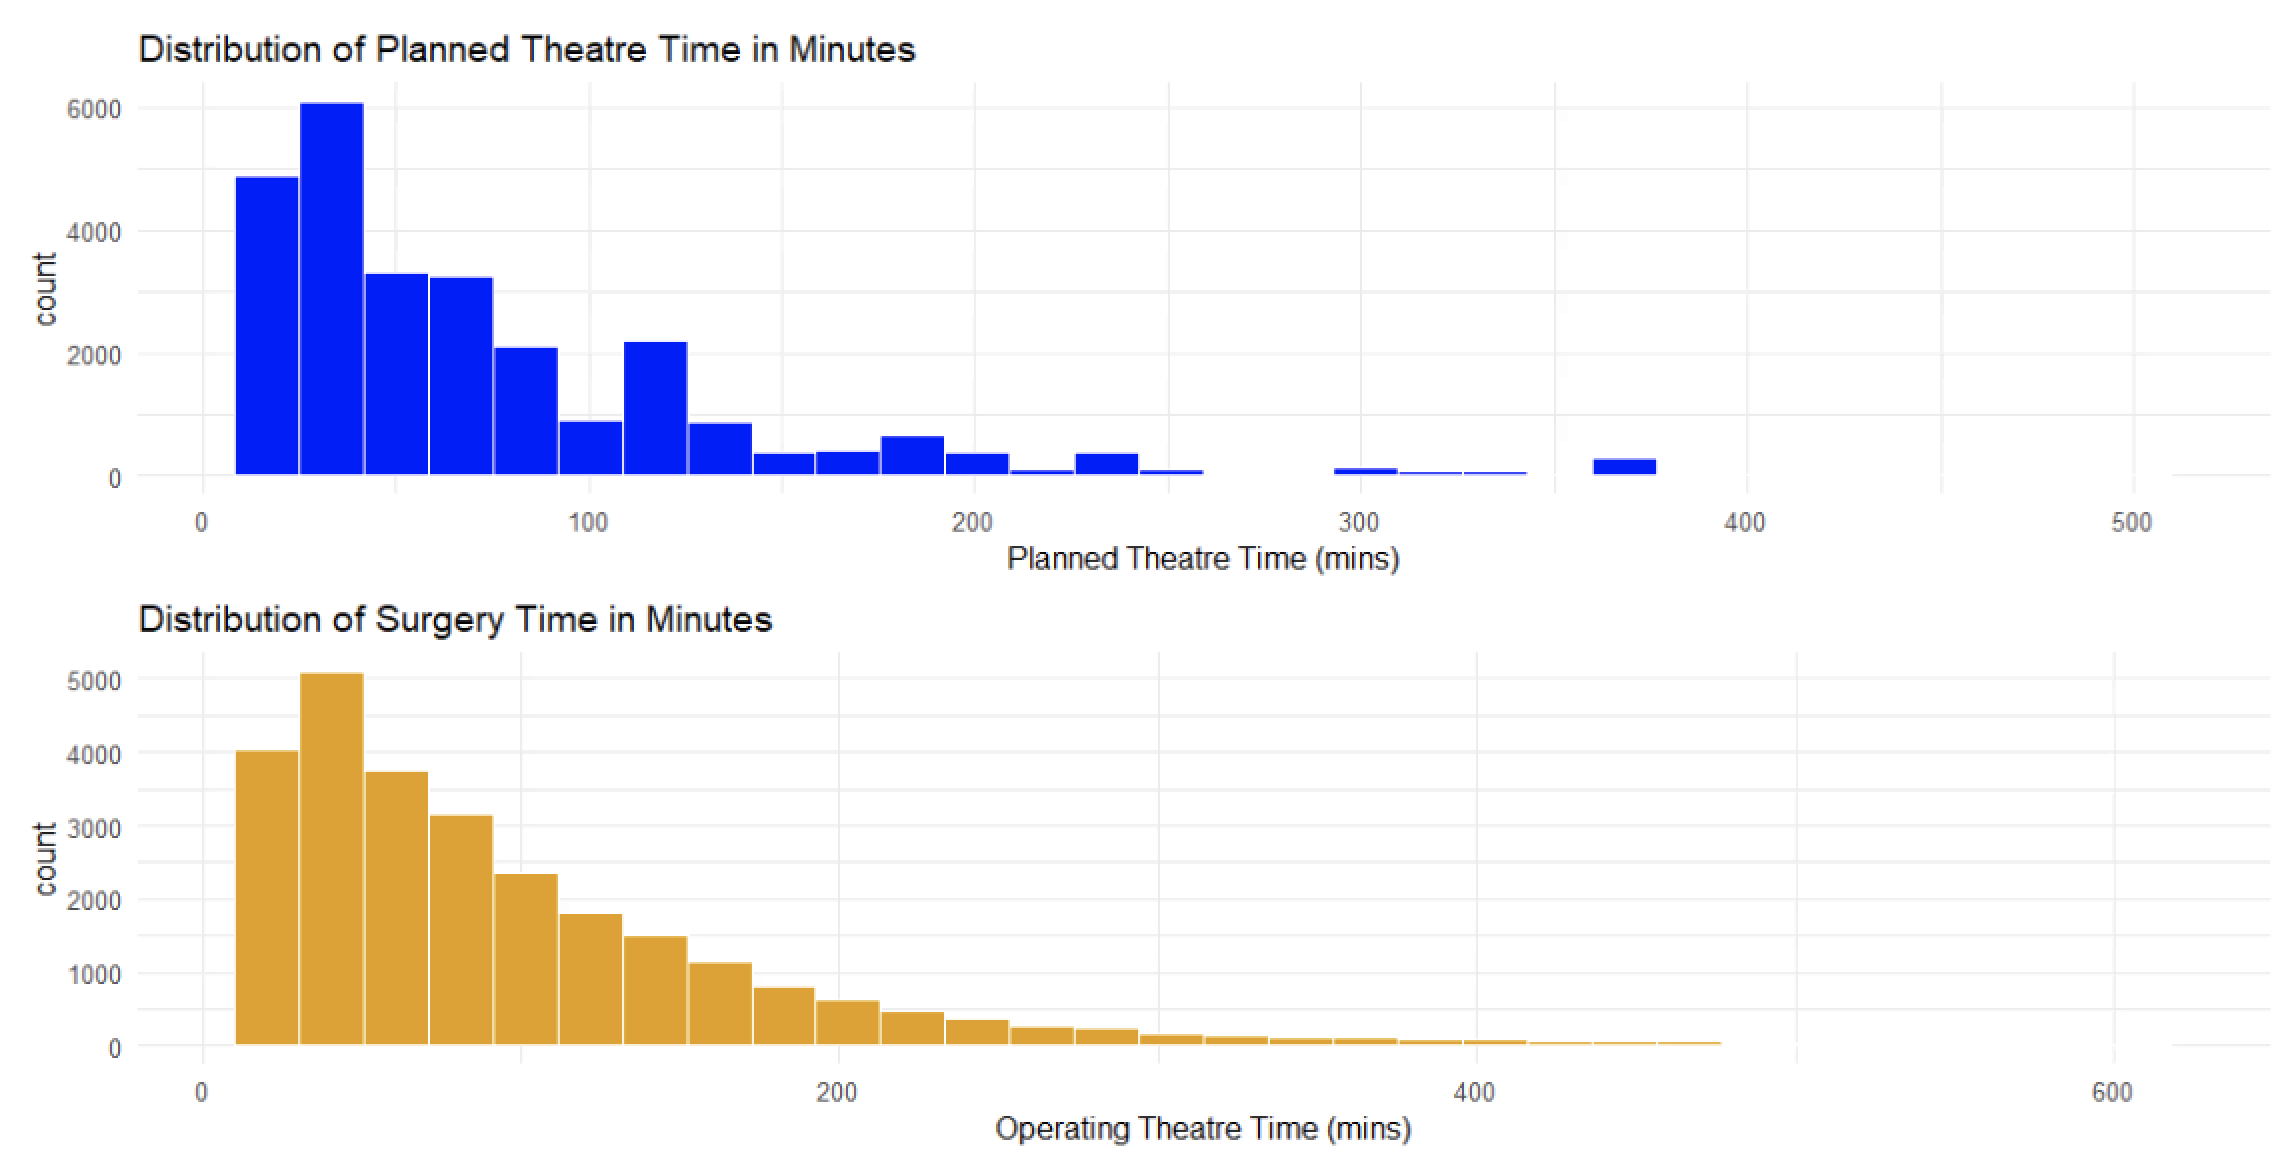 Distribution of Planned Theatre Time in Minutes
6000
4000
2000
0
count
0 100 200 300 400 500
Planned Theatre Time (mins)
Distribution of Surgery Time in Minutes
5000
4000
3000
2000
1000
0
count
0 200 400 600
Operating Theatre Time (mins)